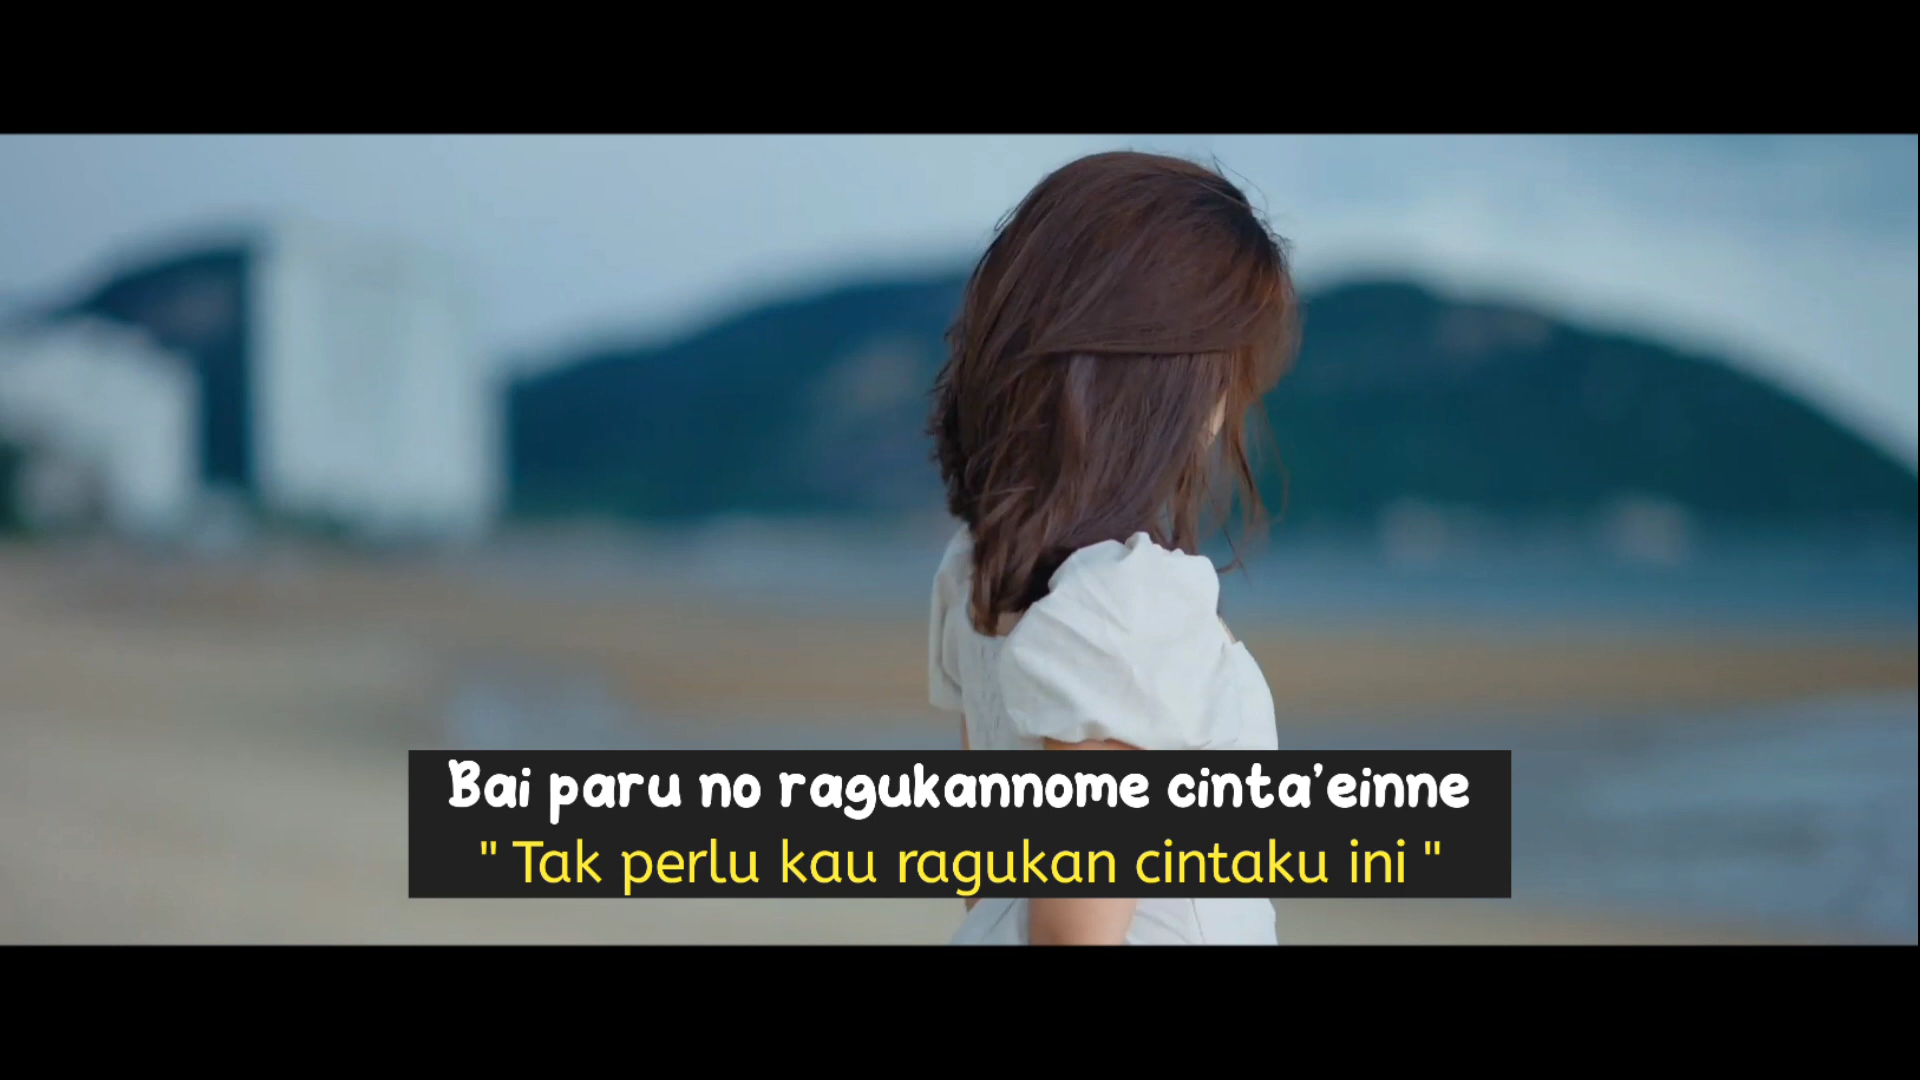 Bai paru no ragukannome cinta'einne
" Tak perlu kau ragukan cintaku ini "